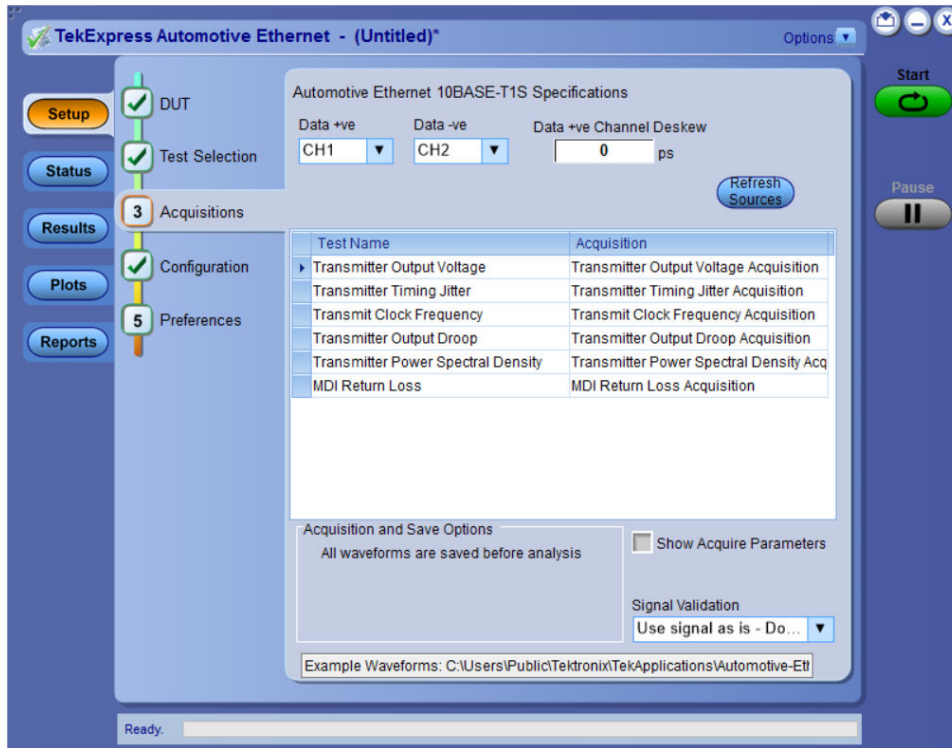 TekExpress Automotive Ethernet - (Untitled)*
Options
X
Start
Pause
Setup
Status
Results
Plots
Reports
DUT
Test Selection
3 Acquisitions
Configuration
5 Preferences
Automotive Ethernet 10BASE-T1S Specifications
Data +ve Data -ve Data +ve Channel Deskew
CH1 CH2 0 ps
Refresh
Sources
Test Name Acquisition
Transmitter Output Voltage Transmitter Output Voltage Acquisition
Transmitter Timing Jitter Transmitter Timing Jitter Acquisition
Transmit Clock Frequency Transmit Clock Frequency Acquisition
Transmitter Output Droop Transmitter Output Droop Acquisition
Transmitter Power Spectral Density Transmitter Power Spectral Density Acq
MDI Return Loss MDI Return Loss Acquisition
Acquisition and Save Options
All waveforms are saved before analysis
Show Acquire Parameters
Signal Validation
Use signal as is - Do...
Example Waveforms: C:\Users\Public\Tektronix\TekApplications\Automotive-Etl
Ready.